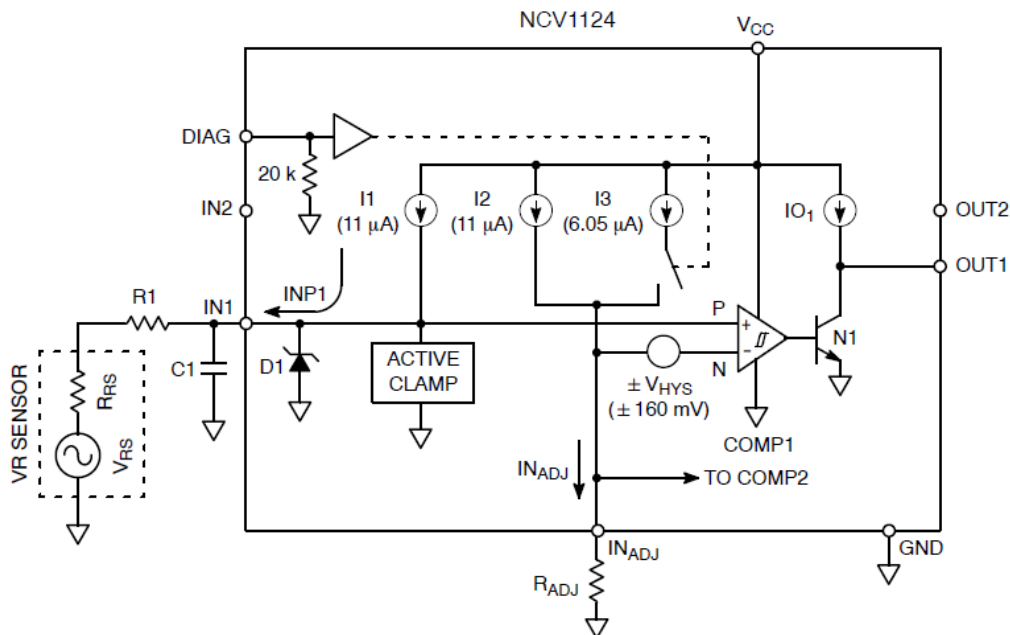 NCV1124
VCC
DIAG
20 k
IN2
I1
(11 µA)
I2
(11 µA)
I3
(6.05 µA)
IO1
OUT2
OUT1
R1
IN1
INP1
P
+
−
N
N1
C1
D1
ACTIVE
CLAMP
± VHYS
(± 160 mV)
COMP1
VR SENSOR
RRS
VRS
INADJ
TO COMP2
INADJ
GND
RADJ